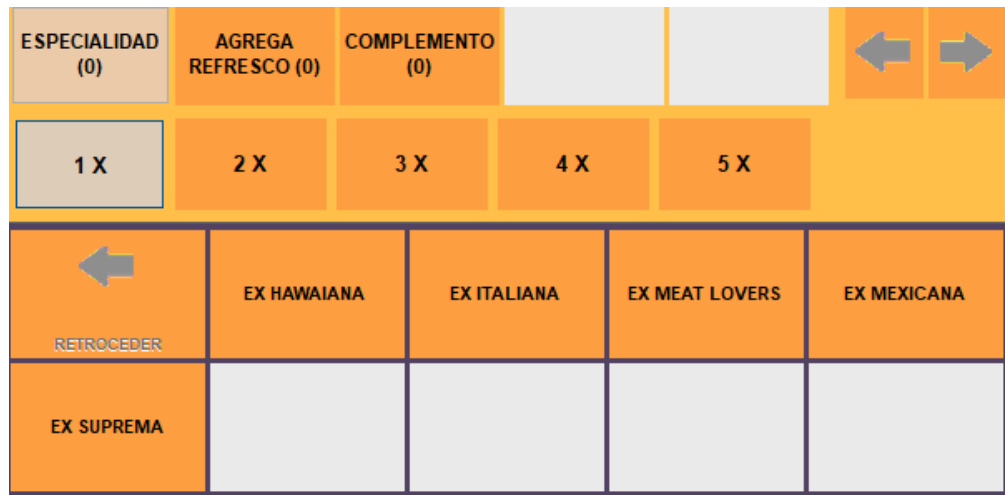 ESPECIALIDAD
(0)
AGREGA
REFRESCO (0)
COMPLEMENTO
(0)
1 X
2 X
3 X
4 X
5 X
RETROCEDER
EX HAWAIANA
EX ITALIANA
EX MEAT LOVERS
EX MEXICANA
EX SUPREMA